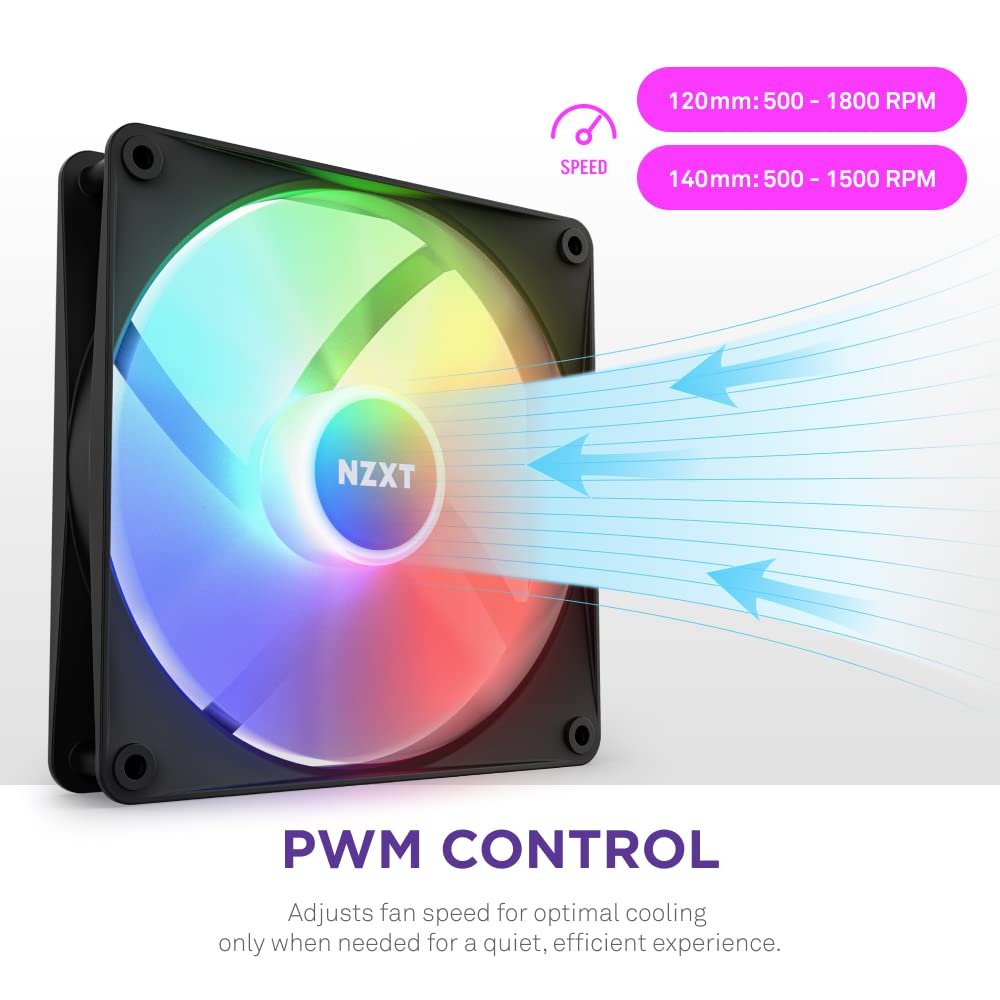 120mm: 500 - 1800 RPM
SPEED
140mm: 500 - 1500 RPM
NZXT
PWM CONTROL
Adjusts fan speed for optimal cooling
only when needed for a quiet, efficient experience.